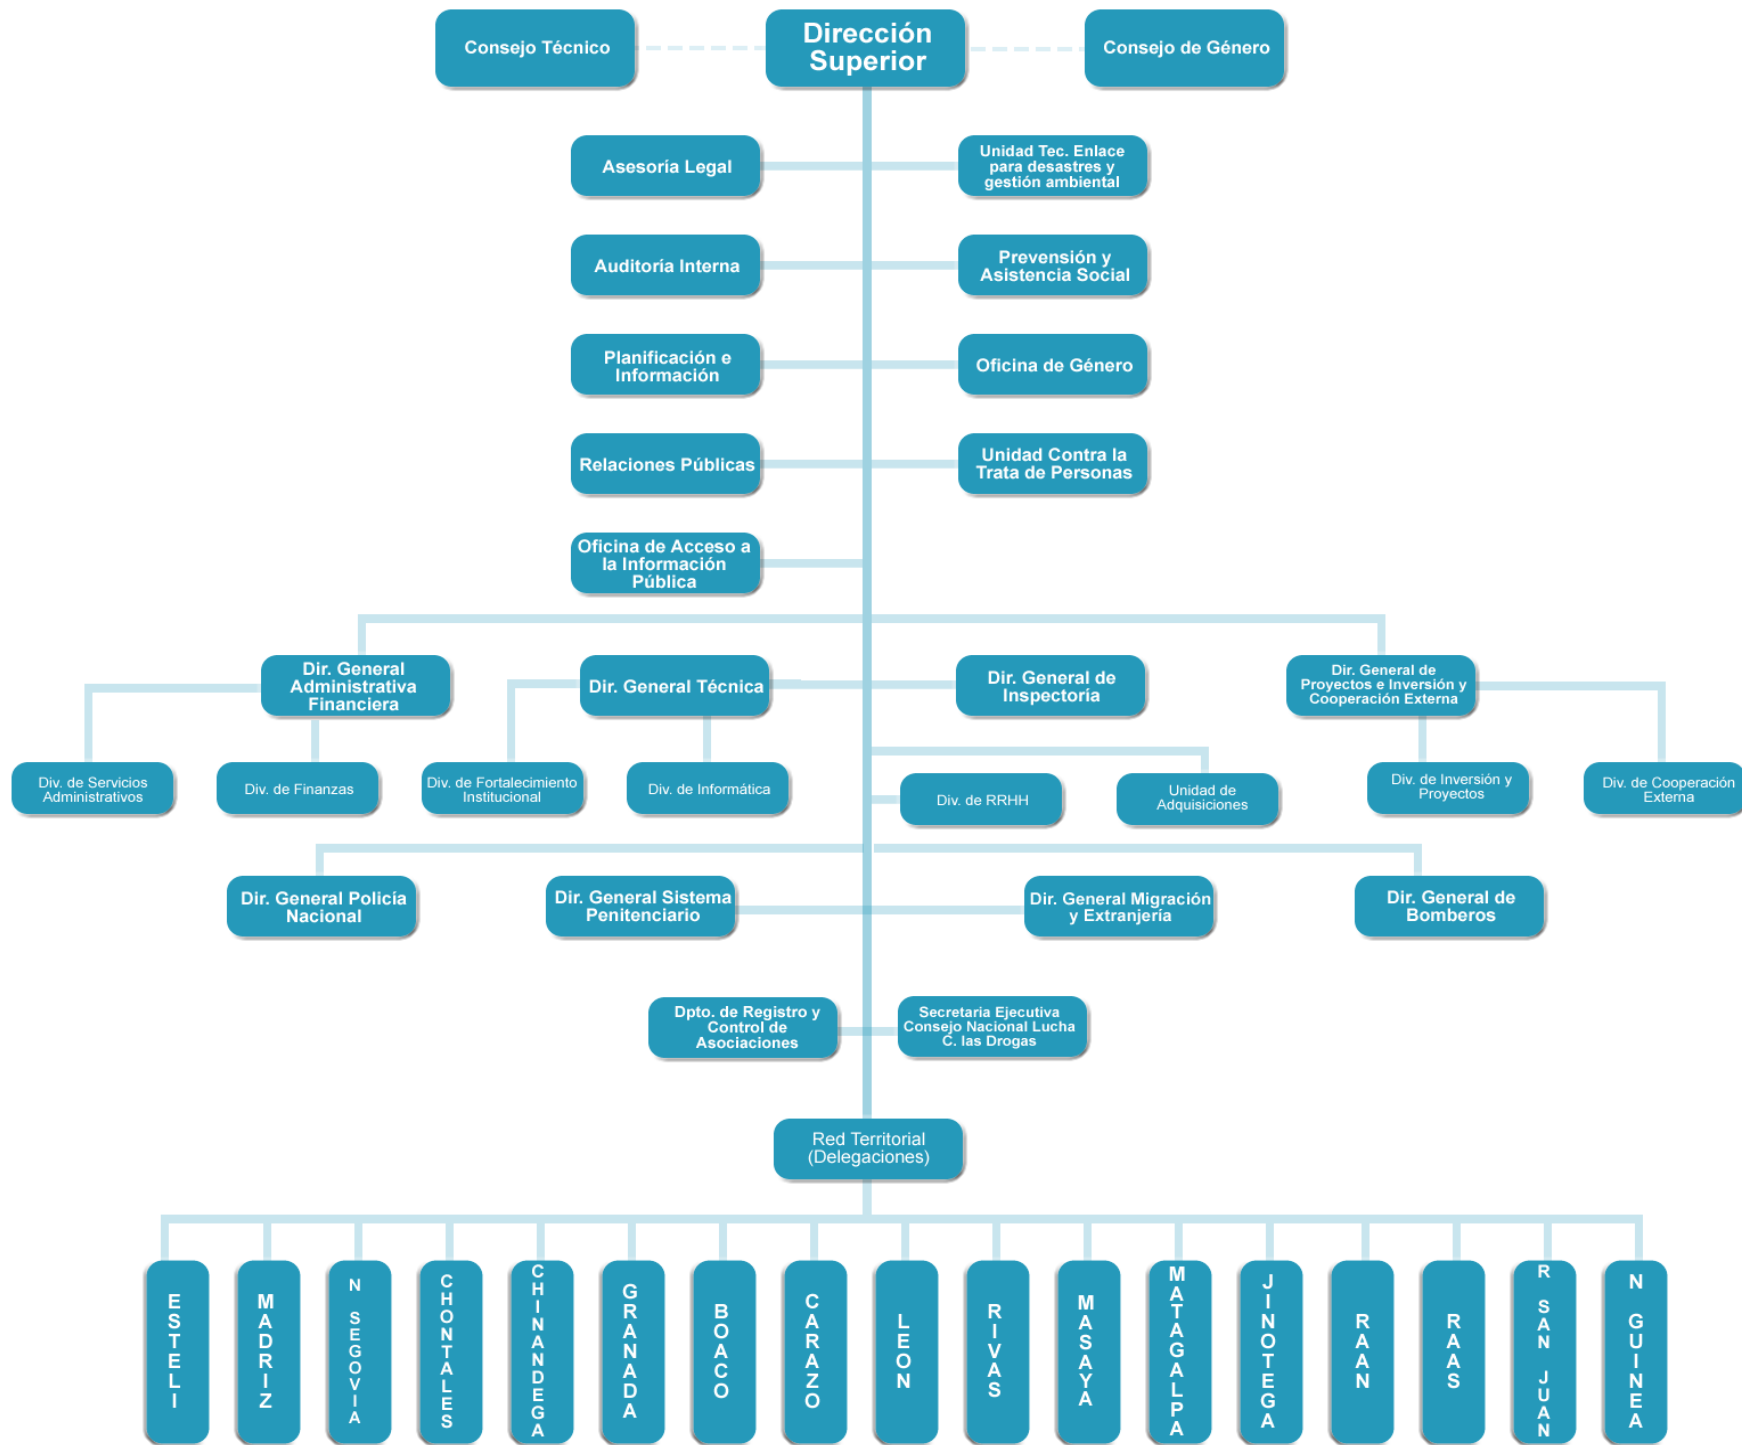 Consejo Técnico
Dirección
Superior
Consejo de Género
Asesoría Legal
Unidad Tec. Enlace
para desastres y
gestión ambiental
Auditoría Interna
Prevensión y
Asistencia Social
Planificación e
Información
Oficina de Género
Relaciones Públicas
Unidad Contra la
Trata de Personas
Oficina de Acceso a
la Información
Pública
Dir. General
Administrativa
Financiera
Dir. General Técnica
Dir. General de
Inspectoría
Dir. General de
Proyectos e Inversión y
Cooperación Externa
Div. de Servicios
Administrativos
Div. de Finanzas
Div. de Fortalecimiento
Institucional
Div. de Informática
Div. de RRHH
Unidad de
Adquisiciones
Div. de Inversión y
Proyectos
Div. de Cooperación
Externa
Dir. General Policía
Nacional
Dir. General Sistema
Penitenciario
Dir. General Migración
y Extranjería
Dir. General de
Bomberos
Dpto. de Registro y
Control de
Asociaciones
Secretaria Ejecutiva
Consejo Nacional Lucha
C. las Drogas
Red Territorial
(Delegaciones)
ESTELI
MADRIZ
N SEGOVIA
CHONTALES
CHINANDEGA
GRANADA
BOACO
CARAZO
LEON
RIVAS
MASAYA
MATAGALPA
JINOTEGA
RAAN
RAAS
R SAN JUAN
N GUINEA